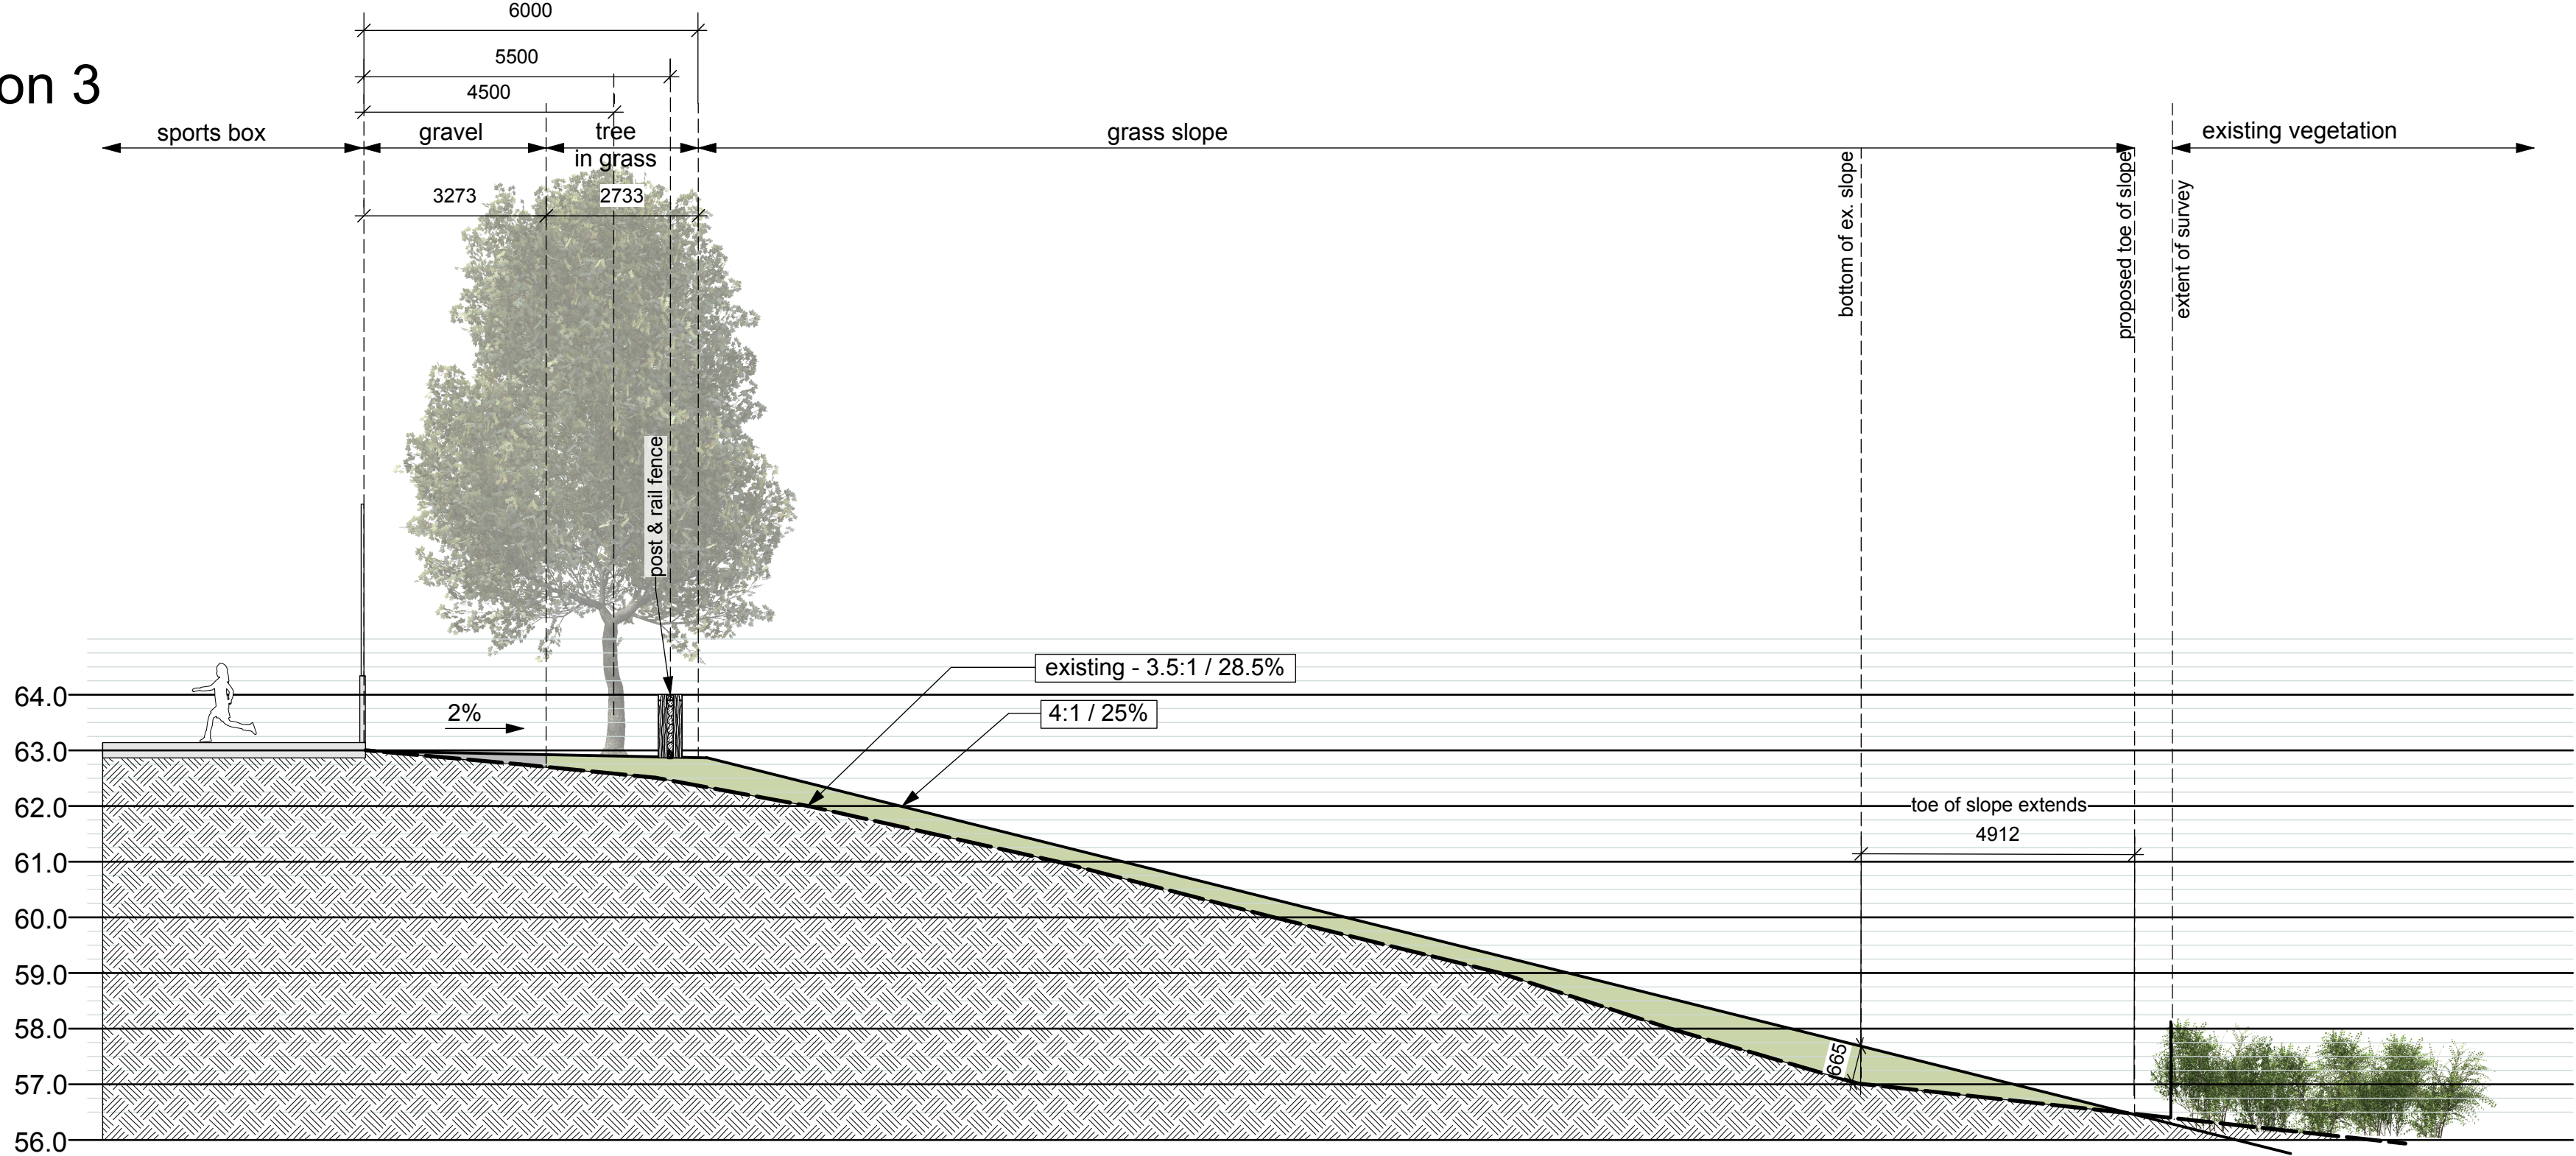 6000
5500
on 3
4500
sports box
gravel
tree
in grass
grass slope
existing vegetation
3273
2733
bottom of ex. slope
proposed toe of slope
extent of survey
post & rail fence
existing - 3.5:1 / 28.5%
4:1 / 25%
2%
toe of slope extends
4912
665
64.0
63.0
62.0
61.0
60.0
59.0
58.0
57.0
56.0